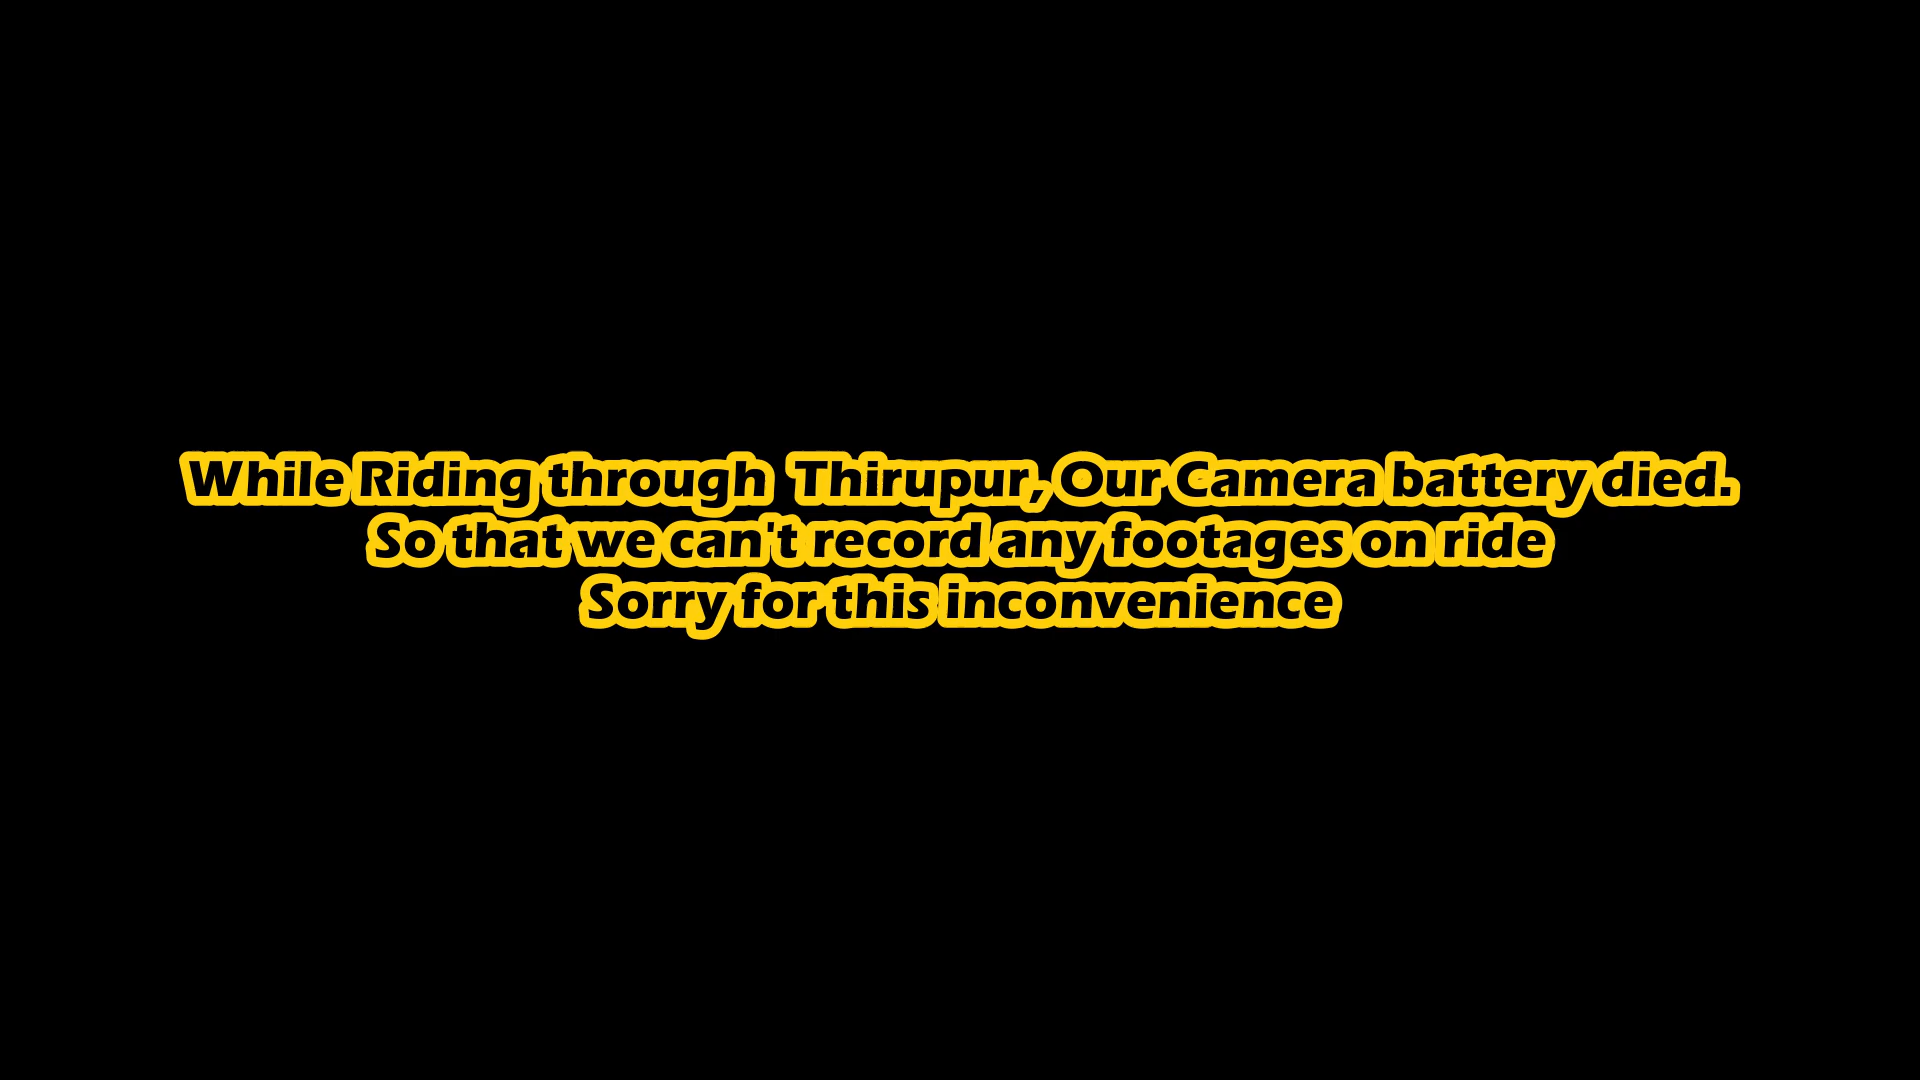 While Riding through  Thirupur, Our Camera battery died.
So that we can't record any footages on ride
Sorry for this inconvenience